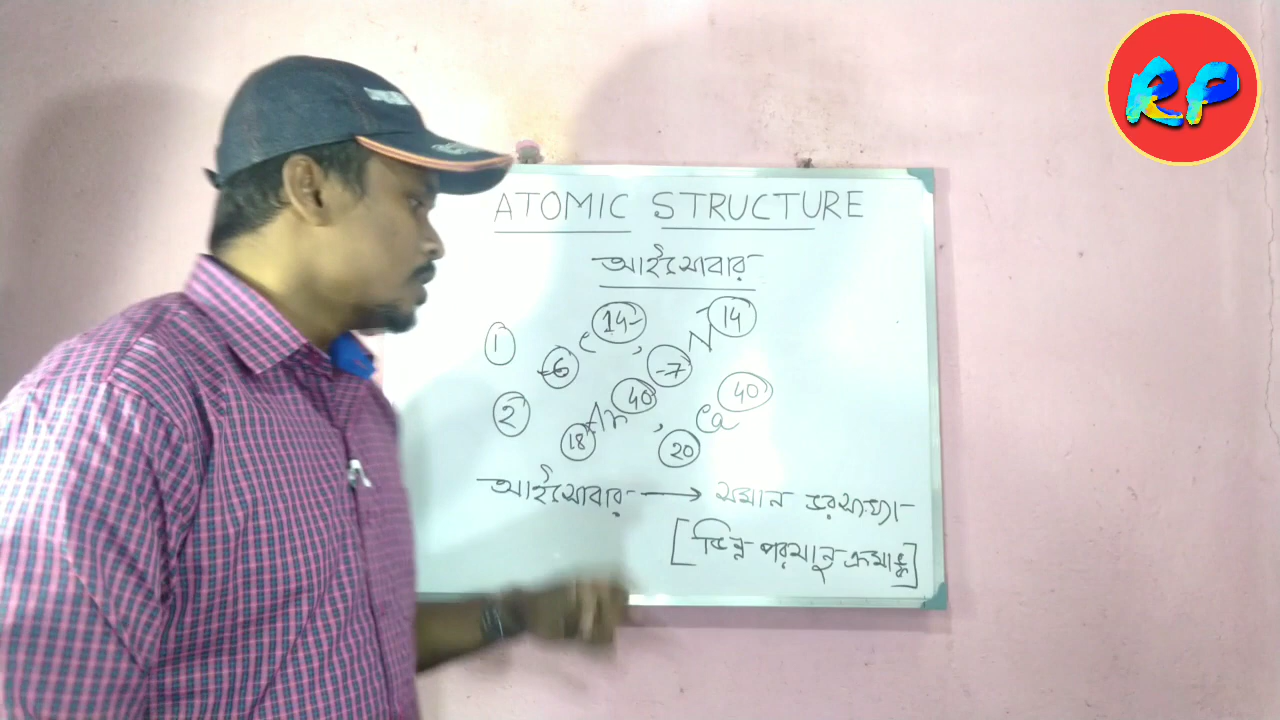 RP
ATOMIC STRUCTURE
আইসোবার
1 6 C 14 , 7 N 14
2 18 Ar 40 , 20 Ca 40
আইসোবার → সমান ভরসংখ্যা
[ভিন্ন পরমানু ক্রমাঙ্ক]